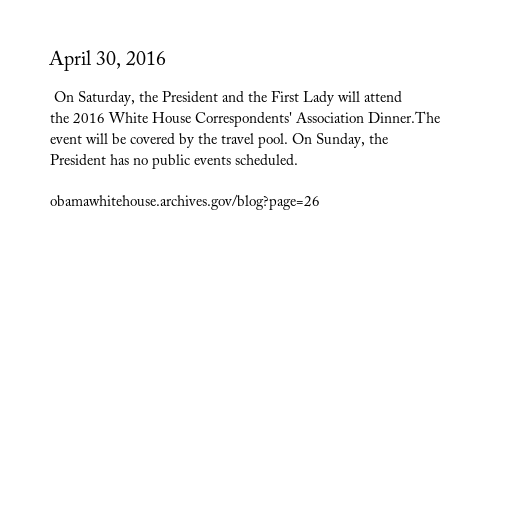 April 30, 2016
On Saturday, the President and the First Lady will attend
the 2016 White House Correspondents' Association Dinner.The
event will be covered by the travel pool. On Sunday, the
President has no public events scheduled.
obamawhitehouse.archives.gov/blog?page=26